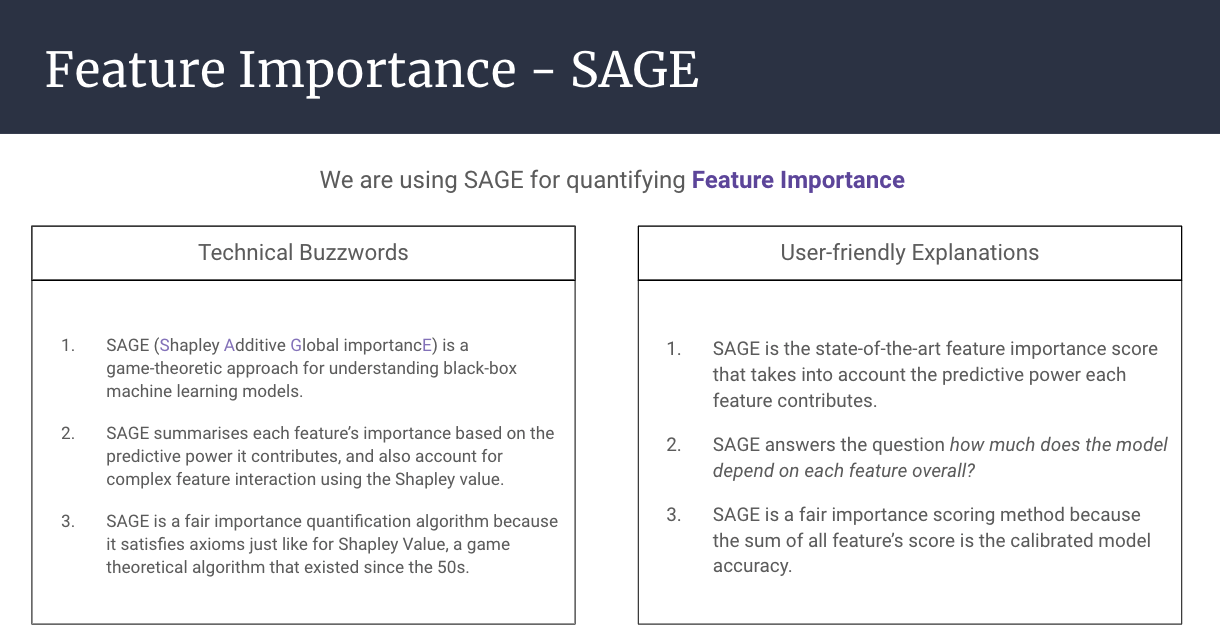 Feature Importance - SAGE
We are using SAGE for quantifying Feature Importance
Technical Buzzwords
1. SAGE (Shapley Additive Global importancE) is a
game-theoretic approach for understanding black-box
machine learning models.
2. SAGE summarises each feature's importance based on the
predictive power it contributes, and also account for
complex feature interaction using the Shapley value.
3. SAGE is a fair importance quantification algorithm because
it satisfies axioms just like for Shapley Value, a game
theoretical algorithm that existed since the 50s.
User-friendly Explanations
1. SAGE is the state-of-the-art feature importance score
that takes into account the predictive power each
feature contributes.
2. SAGE answers the question how much does the model
depend on each feature overall?
3. SAGE is a fair importance scoring method because
the sum of all feature's score is the calibrated model
accuracy.